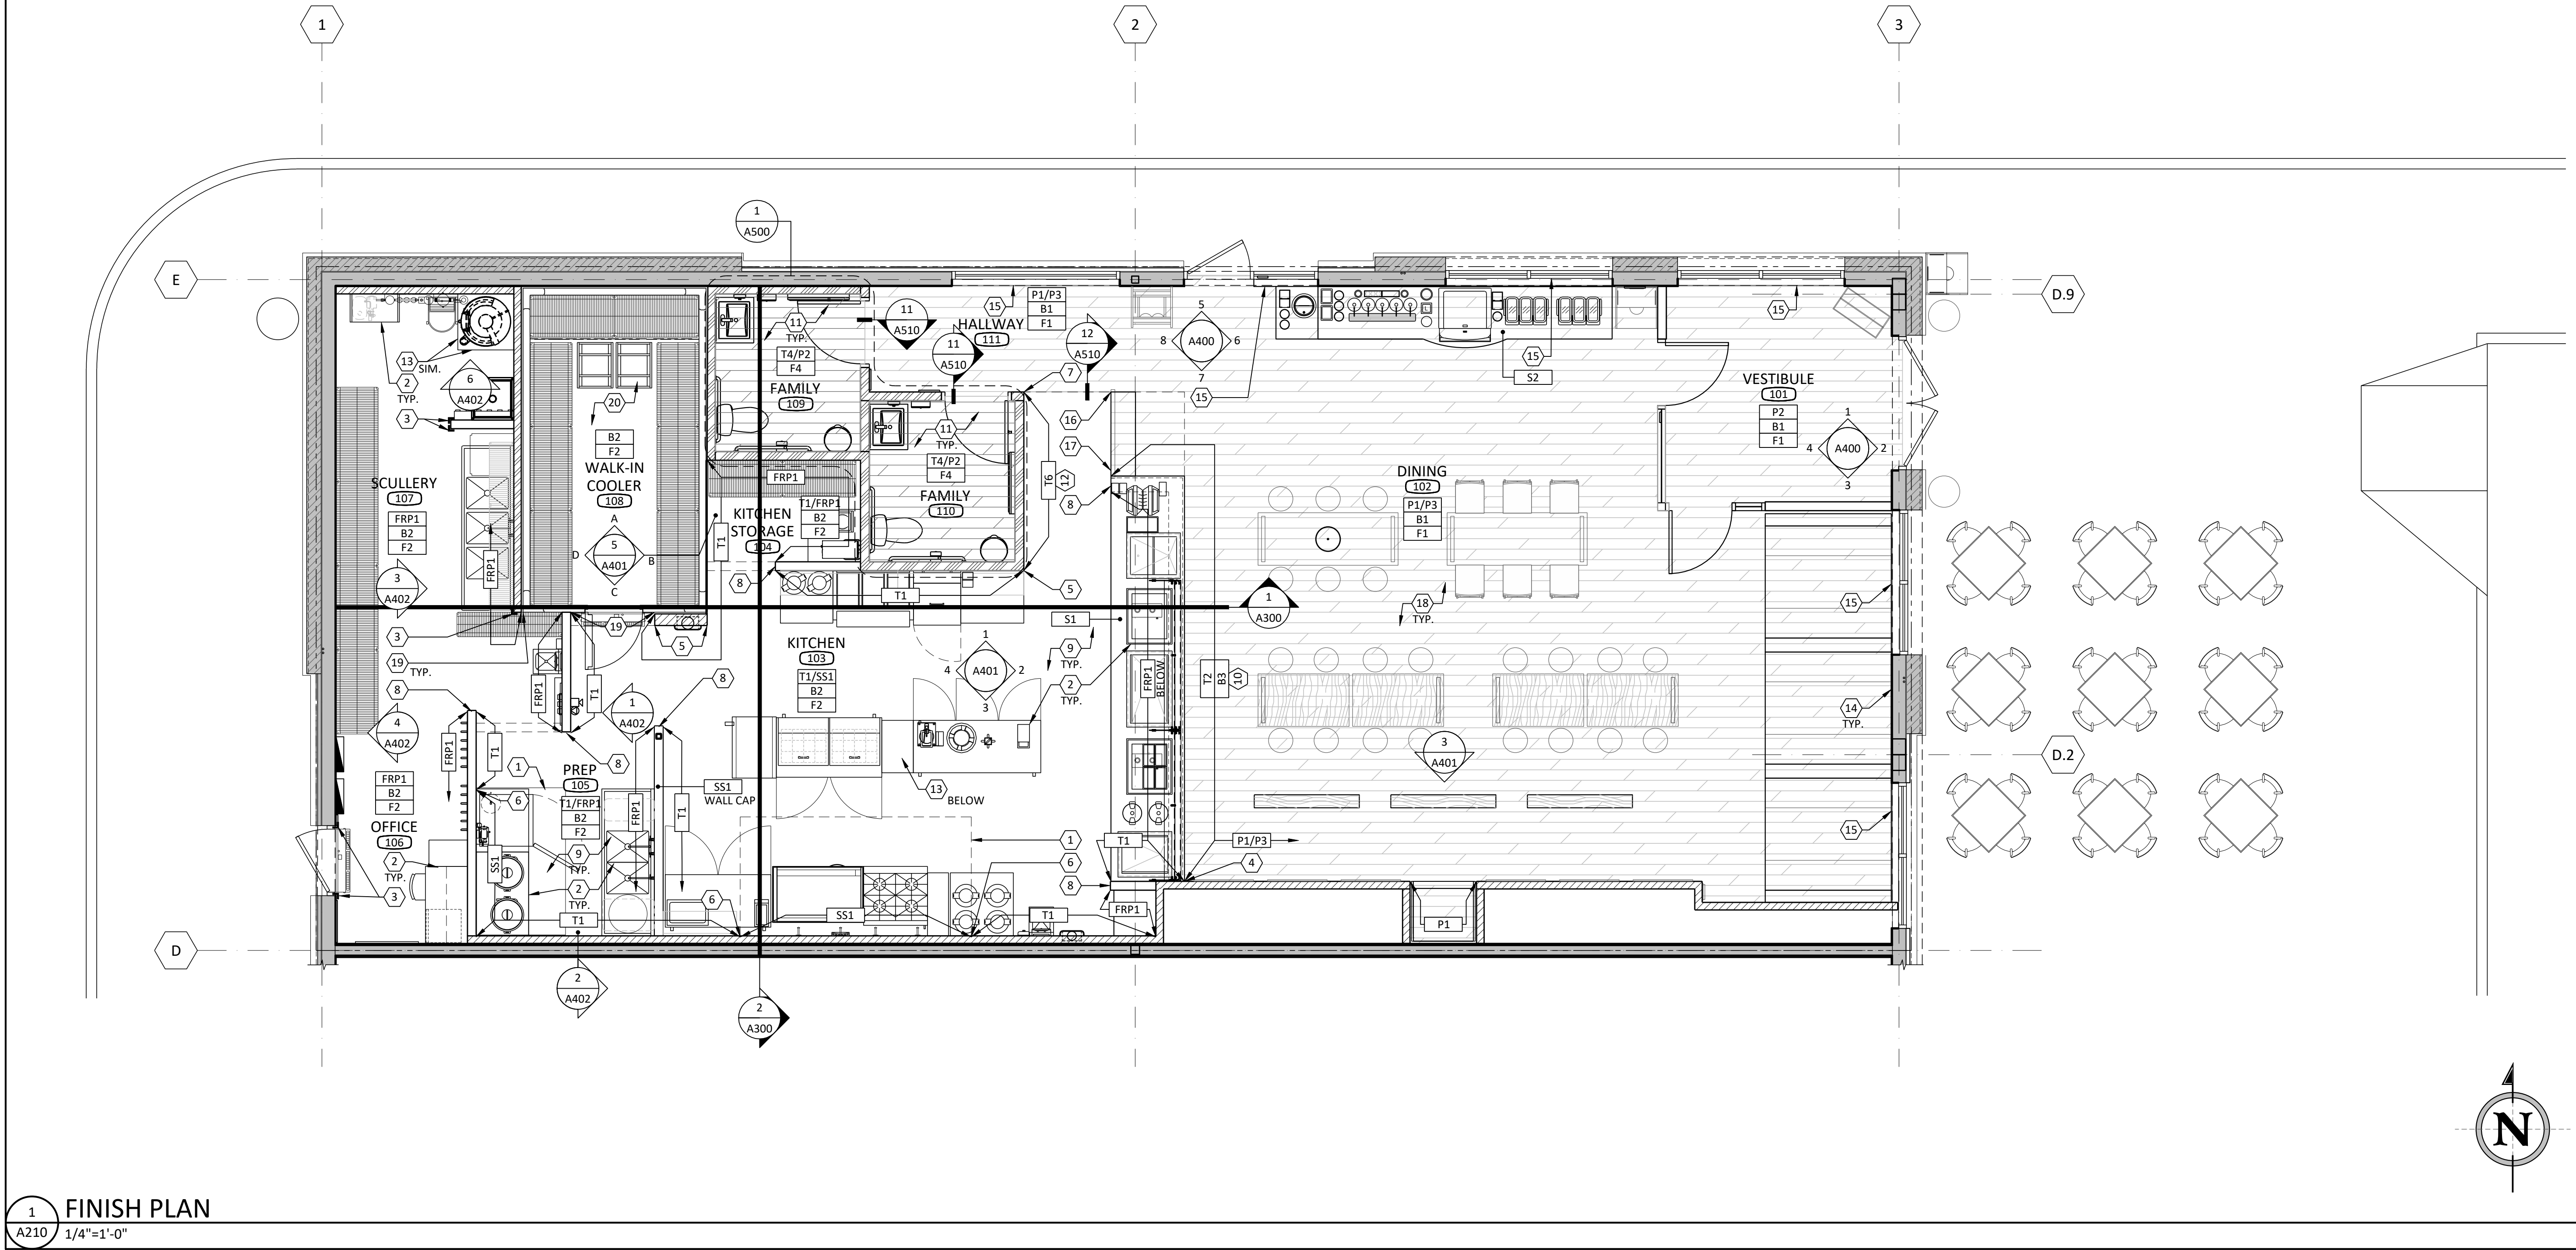 1
2
3
1
A500
E
D.9
15
P1/P3
B1
F1
11
A510
HALLWAY
111
11
A510
12
A510
11
TYP.
T4/P2
F4
FAMILY
109
5
8
A400
6
7
15
15
S2
15
VESTIBULE
101
P2
B1
F1
1
4
A400
2
3
13
SIM.
2
TYP.
6
A402
3
20
B2
F2
WALK-IN
COOLER
108
A
D
5
A401
B
C
7
16
17
8
11
TYP.
T4/P2
F4
FAMILY
110
T6
12
FRP1
T1/FRP1
B2
F2
KITCHEN
STORAGE
104
T1
8
T1
5
SCULLERY
107
FRP1
B2
F2
FRP1
3
A402
DINING
102
P1/P3
B1
F1
18
TYP.
1
A300
15
3
19
TYP.
19
5
S1
9
TYP.
2
TYP.
KITCHEN
103
T1/SS1
B2
F2
1
4
A401
2
3
FRP1
BELOW
T2
B3
10
8
4
A402
FRP1
T1
1
A402
8
8
FRP1
T1
1
6
PREP
105
T1/FRP1
B2
F2
FRP1
T1
SS1
WALL CAP
13
BELOW
3
A401
14
TYP.
D.2
15
FRP1
B2
F2
OFFICE
106
2
TYP.
3
SS1
9
TYP.
2
TYP.
T1
6
SS1
T1
1
6
8
FRP1
T1
P1/P3
4
P1
D
2
A402
2
A300
N
1
A210
FINISH PLAN
1/4"=1'-0"